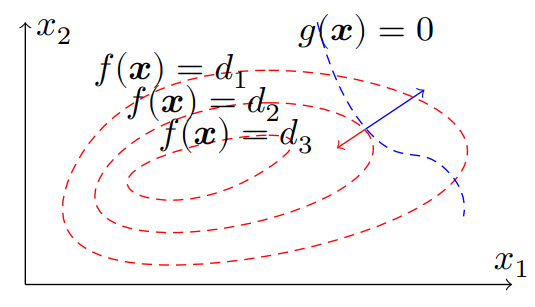 x₂
g(x) = 0
f(x) = d₁
f(x) = d₂
f(x) = d₃
x₁